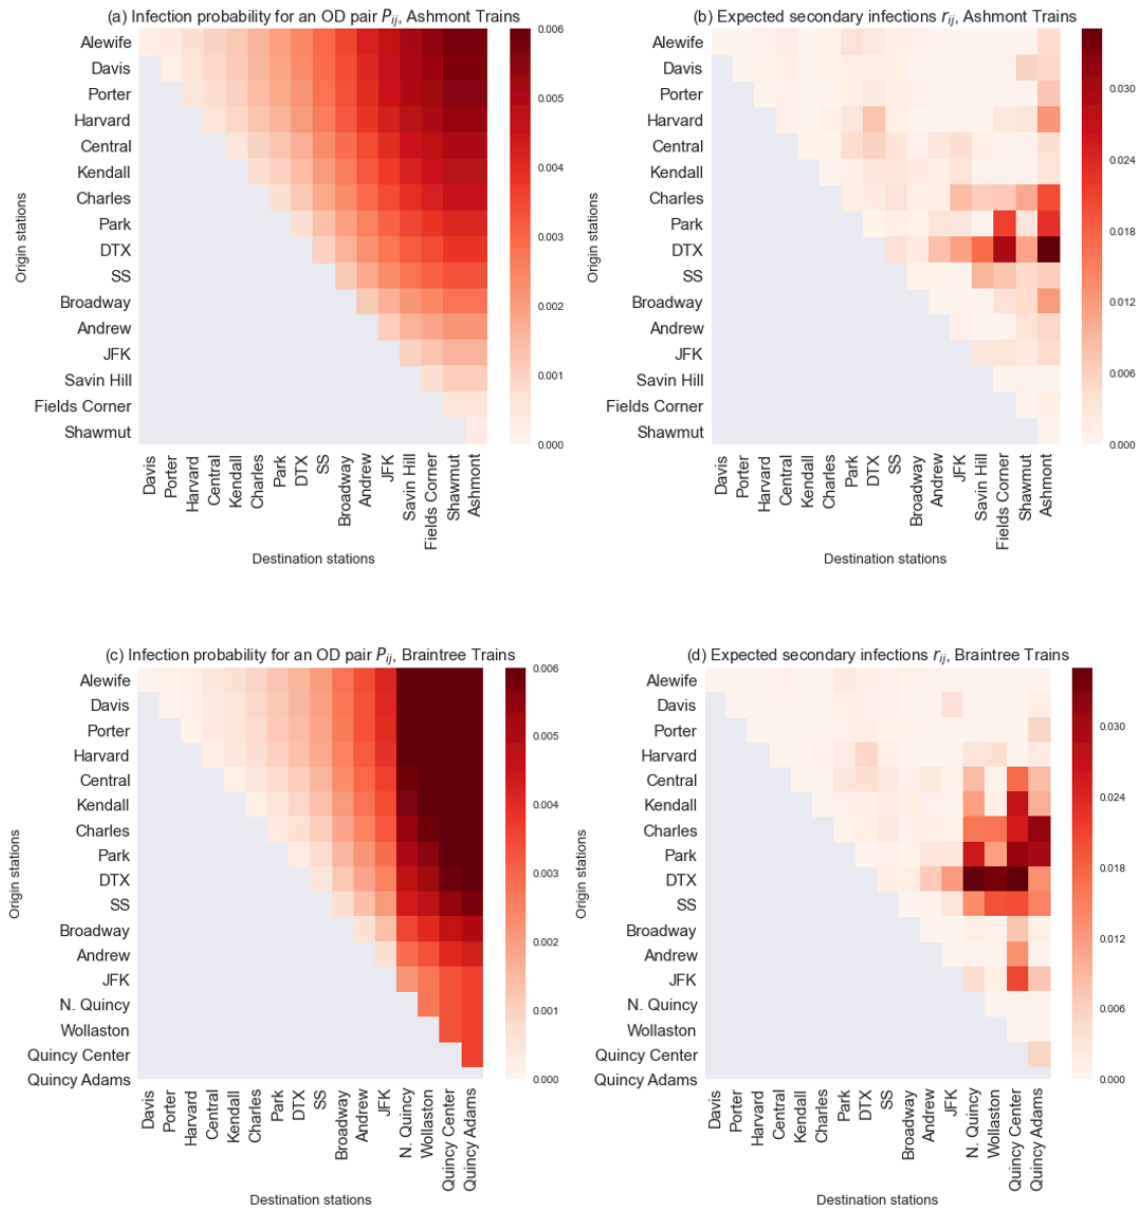 (a) Infection probability for an OD pair Pij, Ashmont Trains
Alewife
Davis
Porter
Harvard
Central
Kendall
Charles
Park
DTX
SS
Broadway
Andrew
JFK
Savin Hill
Fields Corner
Shawmut
Origin stations
0.006
0.005
0.004
0.003
0.002
0.001
0.000
Davis
Porter
Harvard
Central
Kendall
Charles
Park
DTX
SS
Broadway
Andrew
JFK
Savin Hill
Fields Corner
Shawmut
Ashmont
Destination stations
(b) Expected secondary infections rij, Ashmont Trains
Alewife
Davis
Porter
Harvard
Central
Kendall
Charles
Park
DTX
SS
Broadway
Andrew
JFK
Savin Hill
Fields Corner
Shawmut
Origin stations
0.030
0.024
0.018
0.012
0.006
0.000
Davis
Porter
Harvard
Central
Kendall
Charles
Park
DTX
SS
Broadway
Andrew
JFK
Savin Hill
Fields Corner
Shawmut
Ashmont
Destination stations
(c) Infection probability for an OD pair Pij, Braintree Trains
Alewife
Davis
Porter
Harvard
Central
Kendall
Charles
Park
DTX
SS
Broadway
Andrew
JFK
N. Quincy
Wollaston
Quincy Center
Quincy Adams
Origin stations
0.006
0.005
0.004
0.003
0.002
0.001
0.000
Davis
Porter
Harvard
Central
Kendall
Charles
Park
DTX
SS
Broadway
Andrew
JFK
N. Quincy
Wollaston
Quincy Center
Quincy Adams
Destination stations
(d) Expected secondary infections rij, Braintree Trains
Alewife
Davis
Porter
Harvard
Central
Kendall
Charles
Park
DTX
SS
Broadway
Andrew
JFK
N. Quincy
Wollaston
Quincy Center
Quincy Adams
Origin stations
0.030
0.024
0.018
0.012
0.006
0.000
Davis
Porter
Harvard
Central
Kendall
Charles
Park
DTX
SS
Broadway
Andrew
JFK
N. Quincy
Wollaston
Quincy Center
Quincy Adams
Destination stations